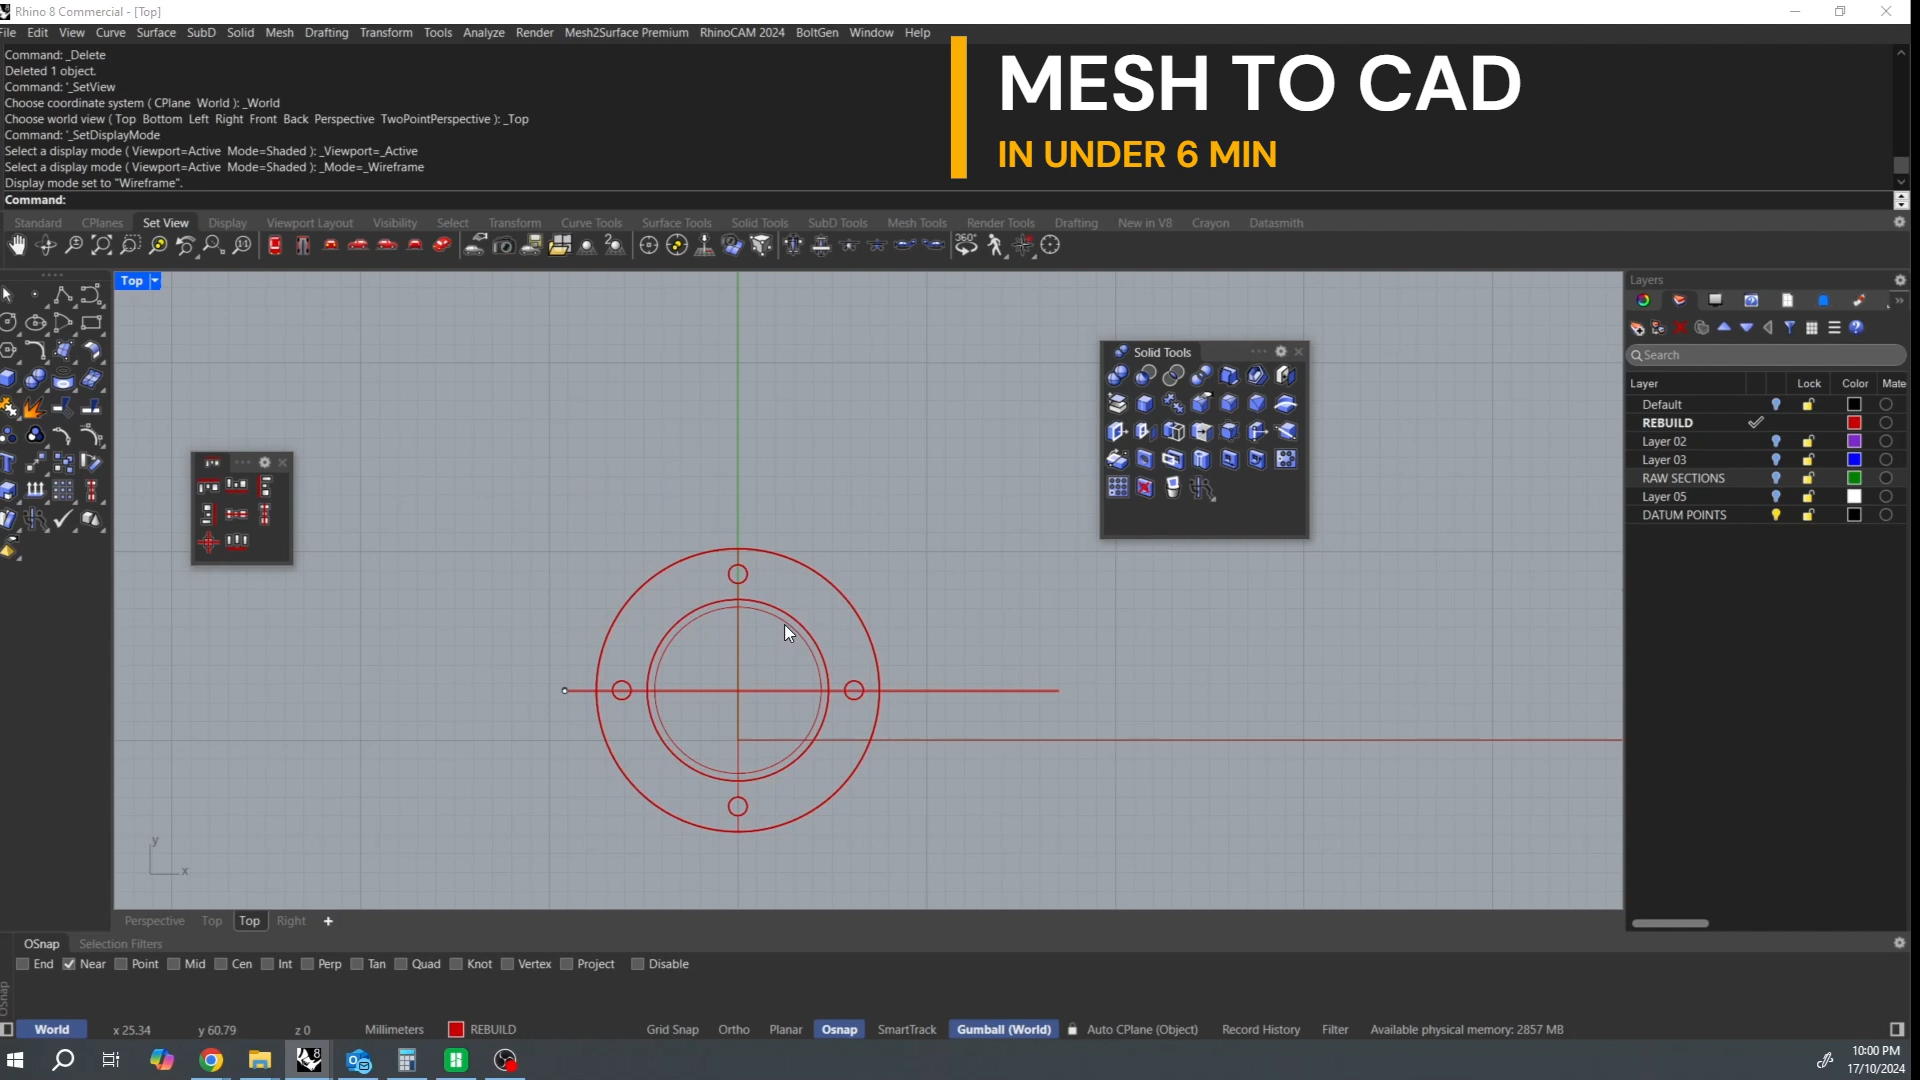 Rhino 8 Commercial - [Top]
File Edit View Curve Surface SubD Solid Mesh Drafting Transform Tools Analyze Render Mesh2Surface Premium RhinoCAM 2024 BoltGen Window Help
Command: _Delete
Deleted 1 object.
Command: '_SetView
Choose coordinate system ( CPlane World ): _World
Choose world view ( Top Bottom Left Right Front Back Perspective TwoPointPerspective ): _Top
Command: '_SetDisplayMode
Select a display mode ( Viewport=Active Mode=Shaded ): _Viewport=_Active
Select a display mode ( Viewport=Active Mode=Shaded ): _Mode=_Wireframe
Display mode set to "Wireframe".
Command:
MESH TO CAD
IN UNDER 6 MIN
Standard CPlanes Set View Display Viewport Layout Visibility Select Transform Curve Tools Surface Tools Solid Tools SubD Tools Mesh Tools Render Tools Drafting New in V8 Crayon Datasmith
Top
Solid Tools
Layers
Search
Layer Lock Color Mate
Default
REBUILD
Layer 02
Layer 03
RAW SECTIONS
Layer 05
DATUM POINTS
y
x
Perspective Top Top Right
OSnap Selection Filters
End Near Point Mid Cen Int Perp Tan Quad Knot Vertex Project Disable
OSnap
World x 25.34 y 60.79 z 0 Millimeters REBUILD Grid Snap Ortho Planar Osnap SmartTrack Gumball (World) Auto CPlane (Object) Record History Filter Available physical memory: 2857 MB
10:00 PM
17/10/2024